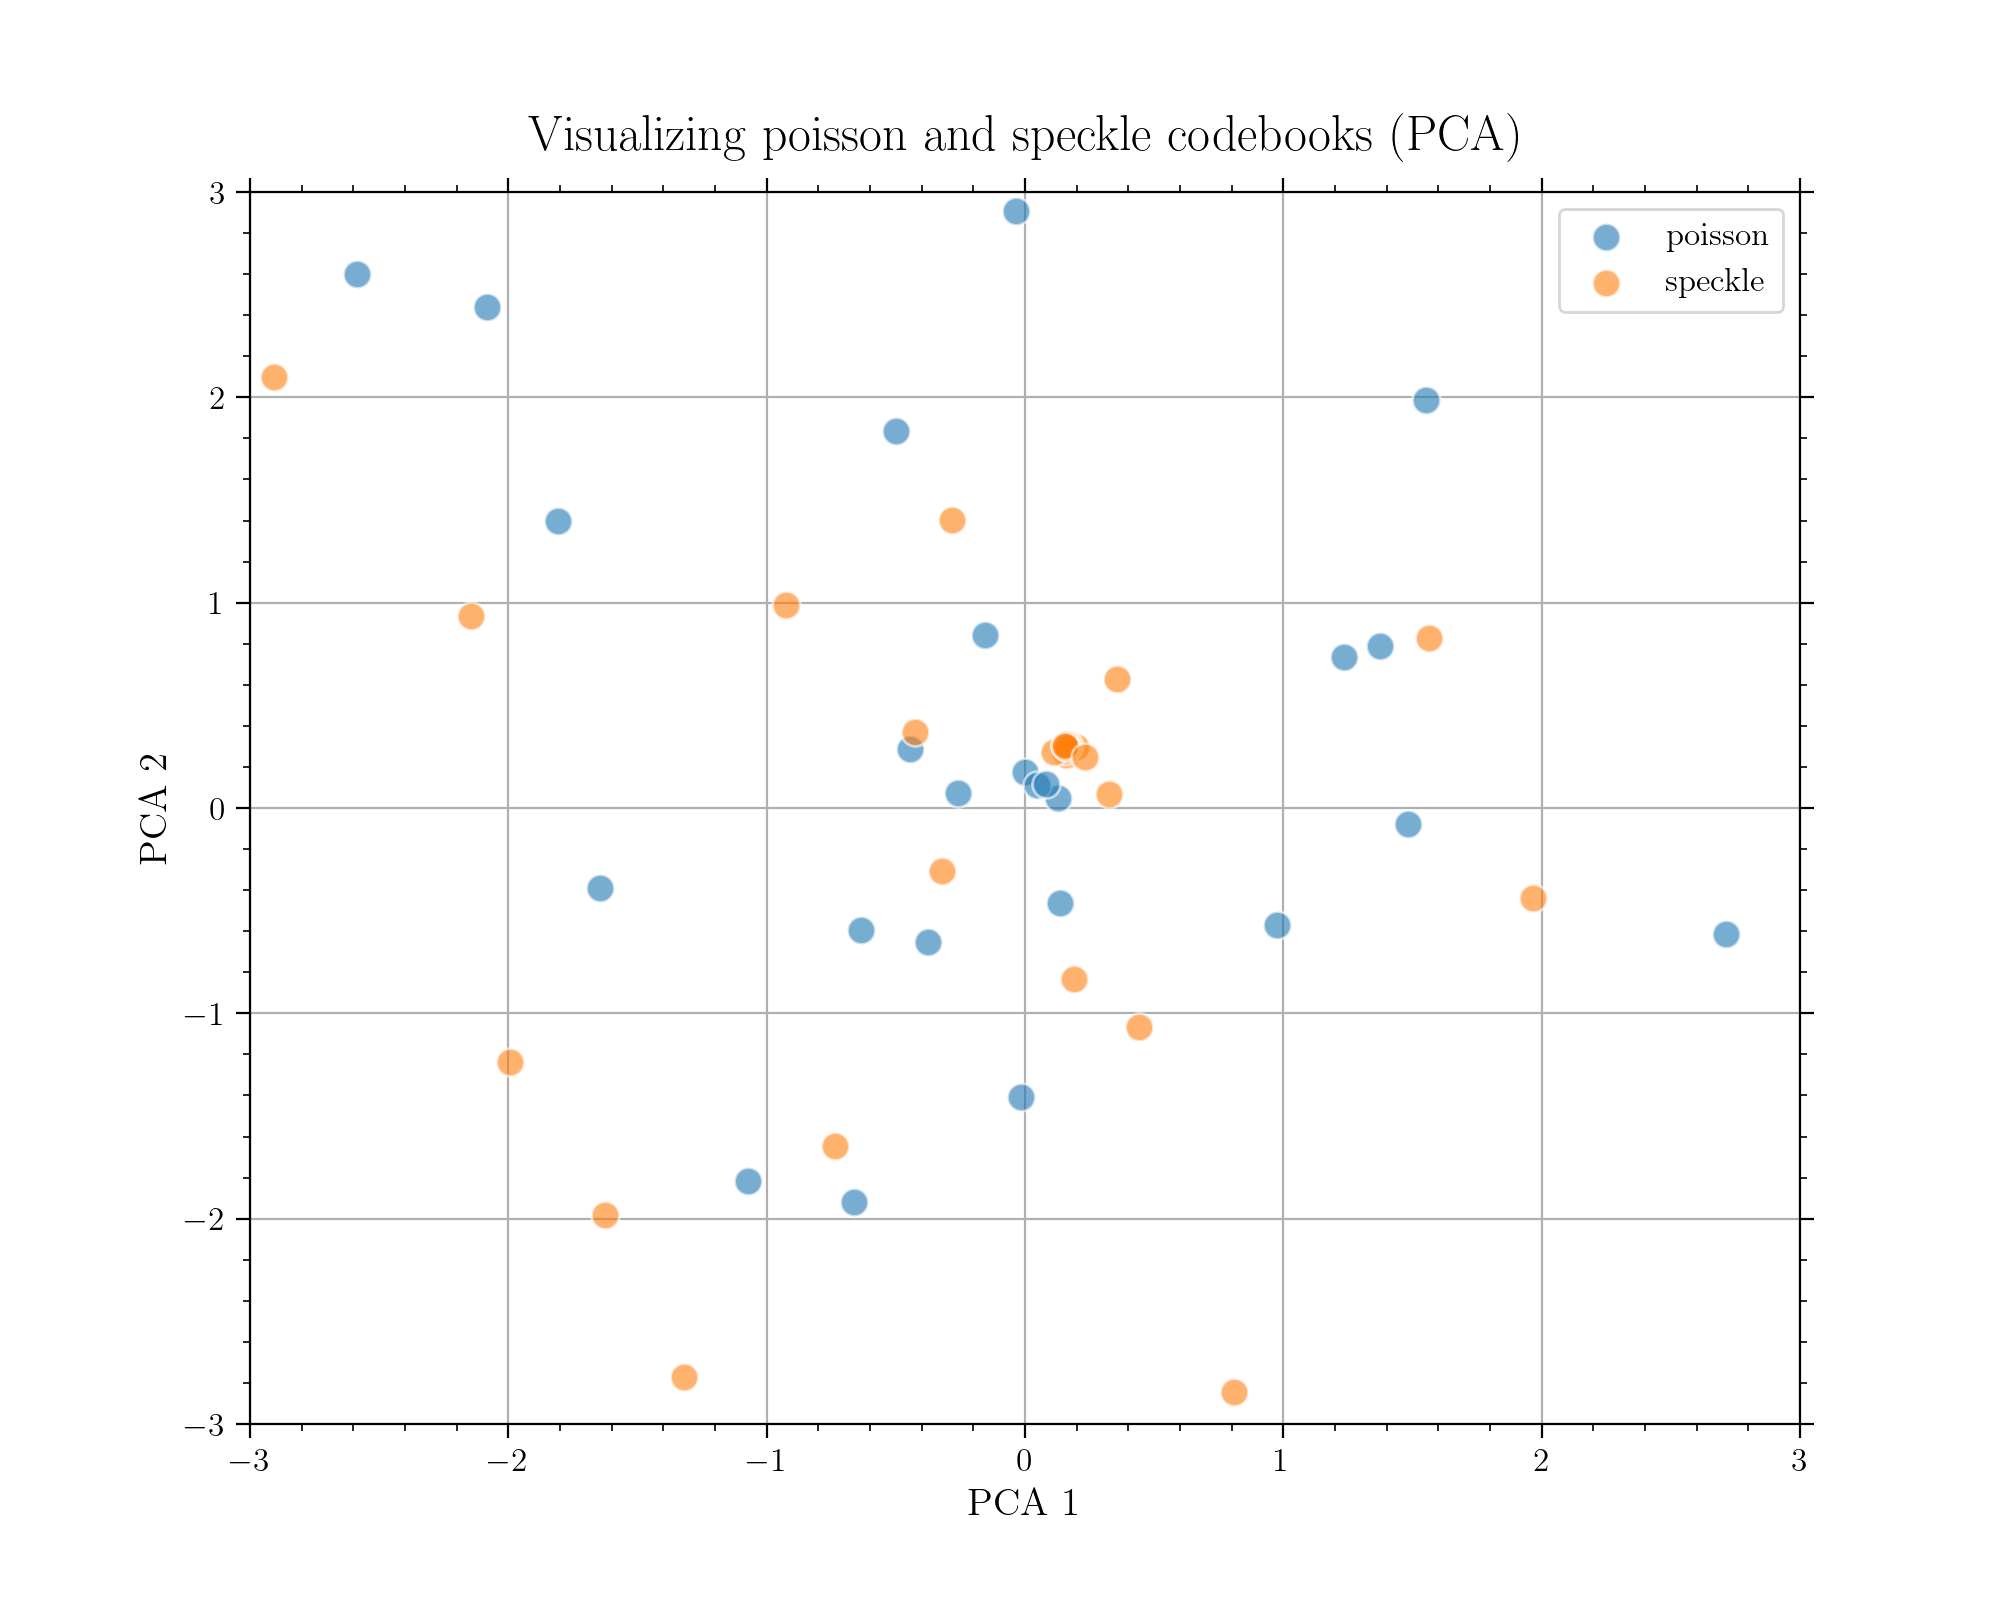 Visualizing poisson and speckle codebooks (PCA)
poisson
speckle
3
2
1
0
−1
−2
−3
PCA 2
−3
−2
−1
0
1
2
3
PCA 1